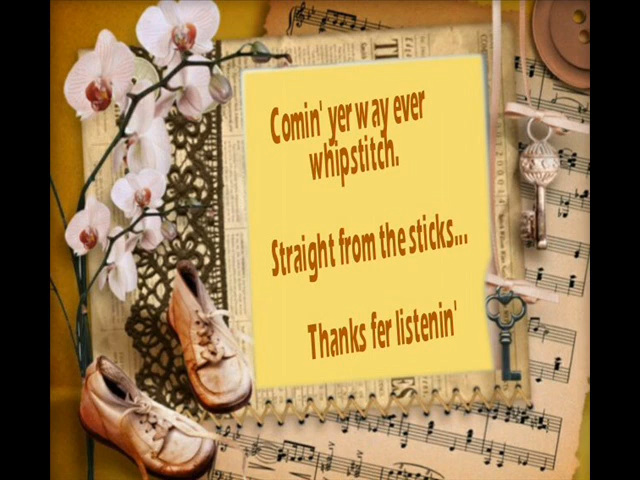 Comin' yer way ever
whipstitch.
Straight from the sticks...
Thanks fer listenin'